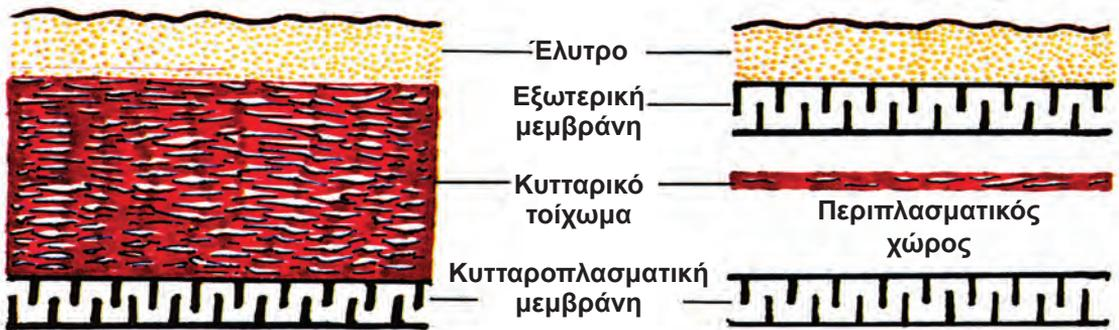 Έλυτρο
Εξωτερική
μεμβράνη
Κυτταρικό
τοίχωμα
Περιπλασματικός
χώρος
Κυτταροπλασματική
μεμβράνη